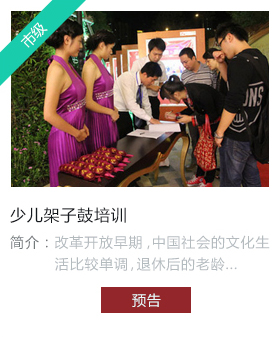 市级
少儿架子鼓培训
简介：改革开放早期，中国社会的文化生
活比较单调，退休后的老龄...
预告